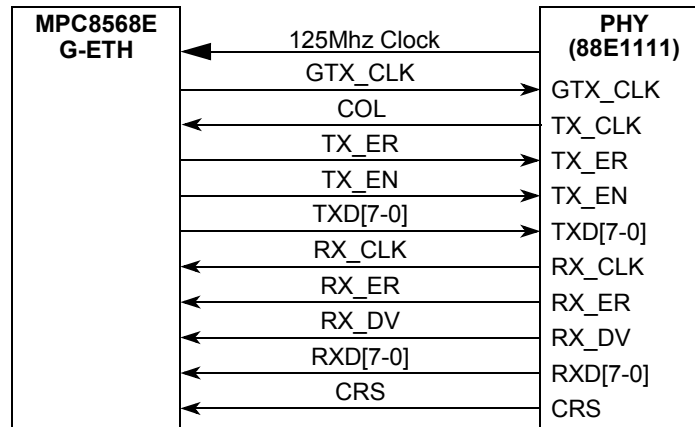 MPC8568E
G-ETH
125Mhz Clock
GTX_CLK
COL
TX_ER
TX_EN
TXD[7-0]
RX_CLK
RX_ER
RX_DV
RXD[7-0]
CRS
PHY
(88E1111)
GTX_CLK
TX_CLK
TX_ER
TX_EN
TXD[7-0]
RX_CLK
RX_ER
RX_DV
RXD[7-0]
CRS